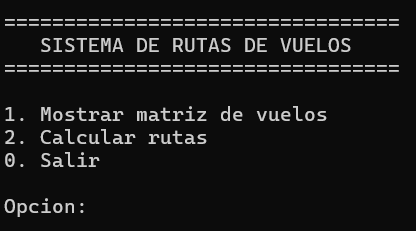 =================================
SISTEMA DE RUTAS DE VUELOS
=================================
1. Mostrar matriz de vuelos
2. Calcular rutas
0. Salir
Opcion: